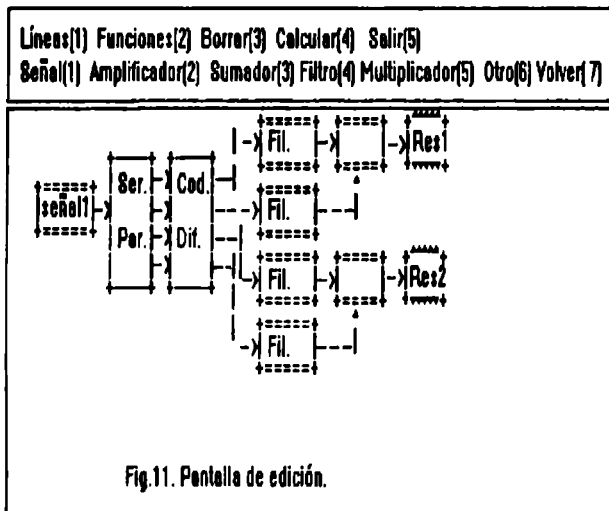 Líneas(1) Funciones(2) Borrar(3) Calcular(4) Salir(5)
Señal(1) Amplificador(2) Sumador(3) Filtro(4) Multiplicador(5) Otro(6) Volver(7)
Fil.
Res1
Ser.
Cod.
señal1
Fil.
Par.
Dif.
Fil.
Res2
Fil.
Fig.11. Pantalla de edición.